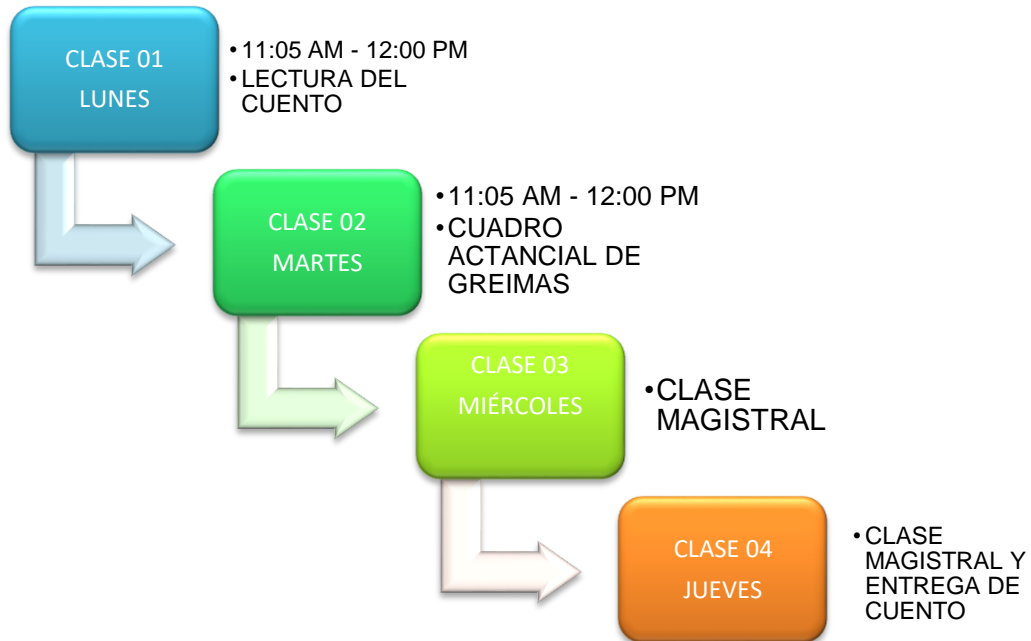 CLASE 01
LUNES
•11:05 AM - 12:00 PM
•LECTURA DEL
CUENTO
CLASE 02
MARTES
•11:05 AM - 12:00 PM
•CUADRO
ACTANCIAL DE
GREIMAS
CLASE 03
MIÉRCOLES
•CLASE
MAGISTRAL
CLASE 04
JUEVES
•CLASE
MAGISTRAL Y
ENTREGA DE
CUENTO